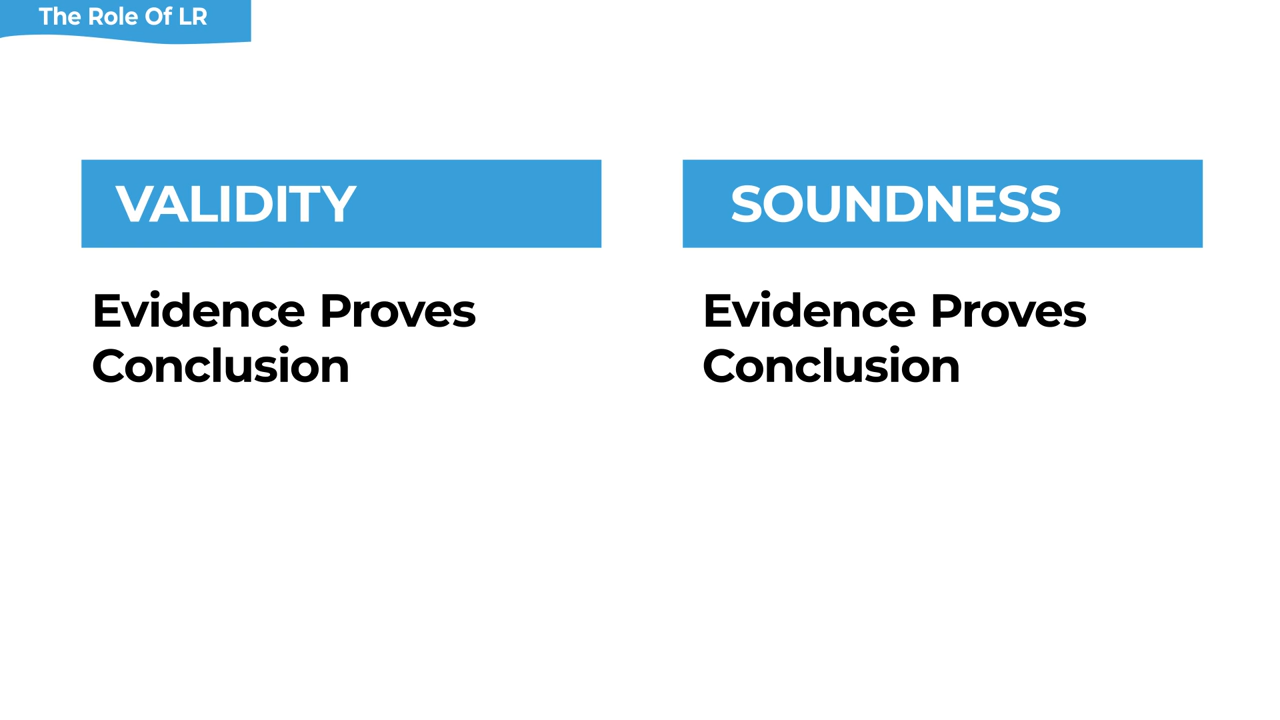 The Role Of LR
VALIDITY
Evidence Proves
Conclusion
SOUNDNESS
Evidence Proves
Conclusion